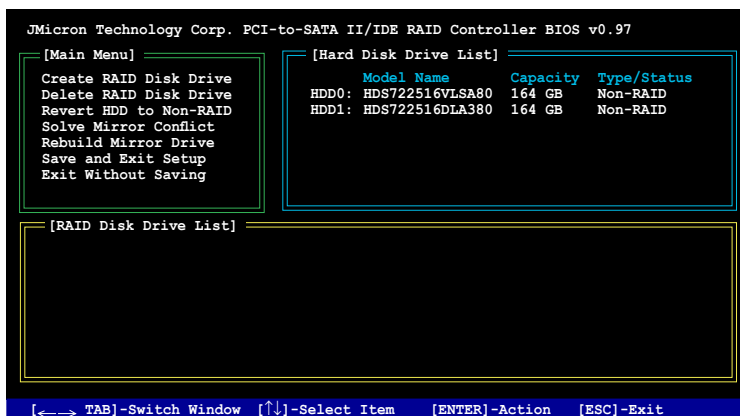 JMicron Technology Corp. PCI-to-SATA II/IDE RAID Controller BIOS v0.97
[Main Menu]
Create RAID Disk Drive
Delete RAID Disk Drive
Revert HDD to Non-RAID
Solve Mirror Conflict
Rebuild Mirror Drive
Save and Exit Setup
Exit Without Saving
[Hard Disk Drive List]
Model Name Capacity Type/Status
HDD0: HDS722516VLSA80 164 GB Non-RAID
HDD1: HDS722516DLA380 164 GB Non-RAID
[RAID Disk Drive List]
[←→ TAB]-Switch Window [↑↓]-Select Item [ENTER]-Action [ESC]-Exit